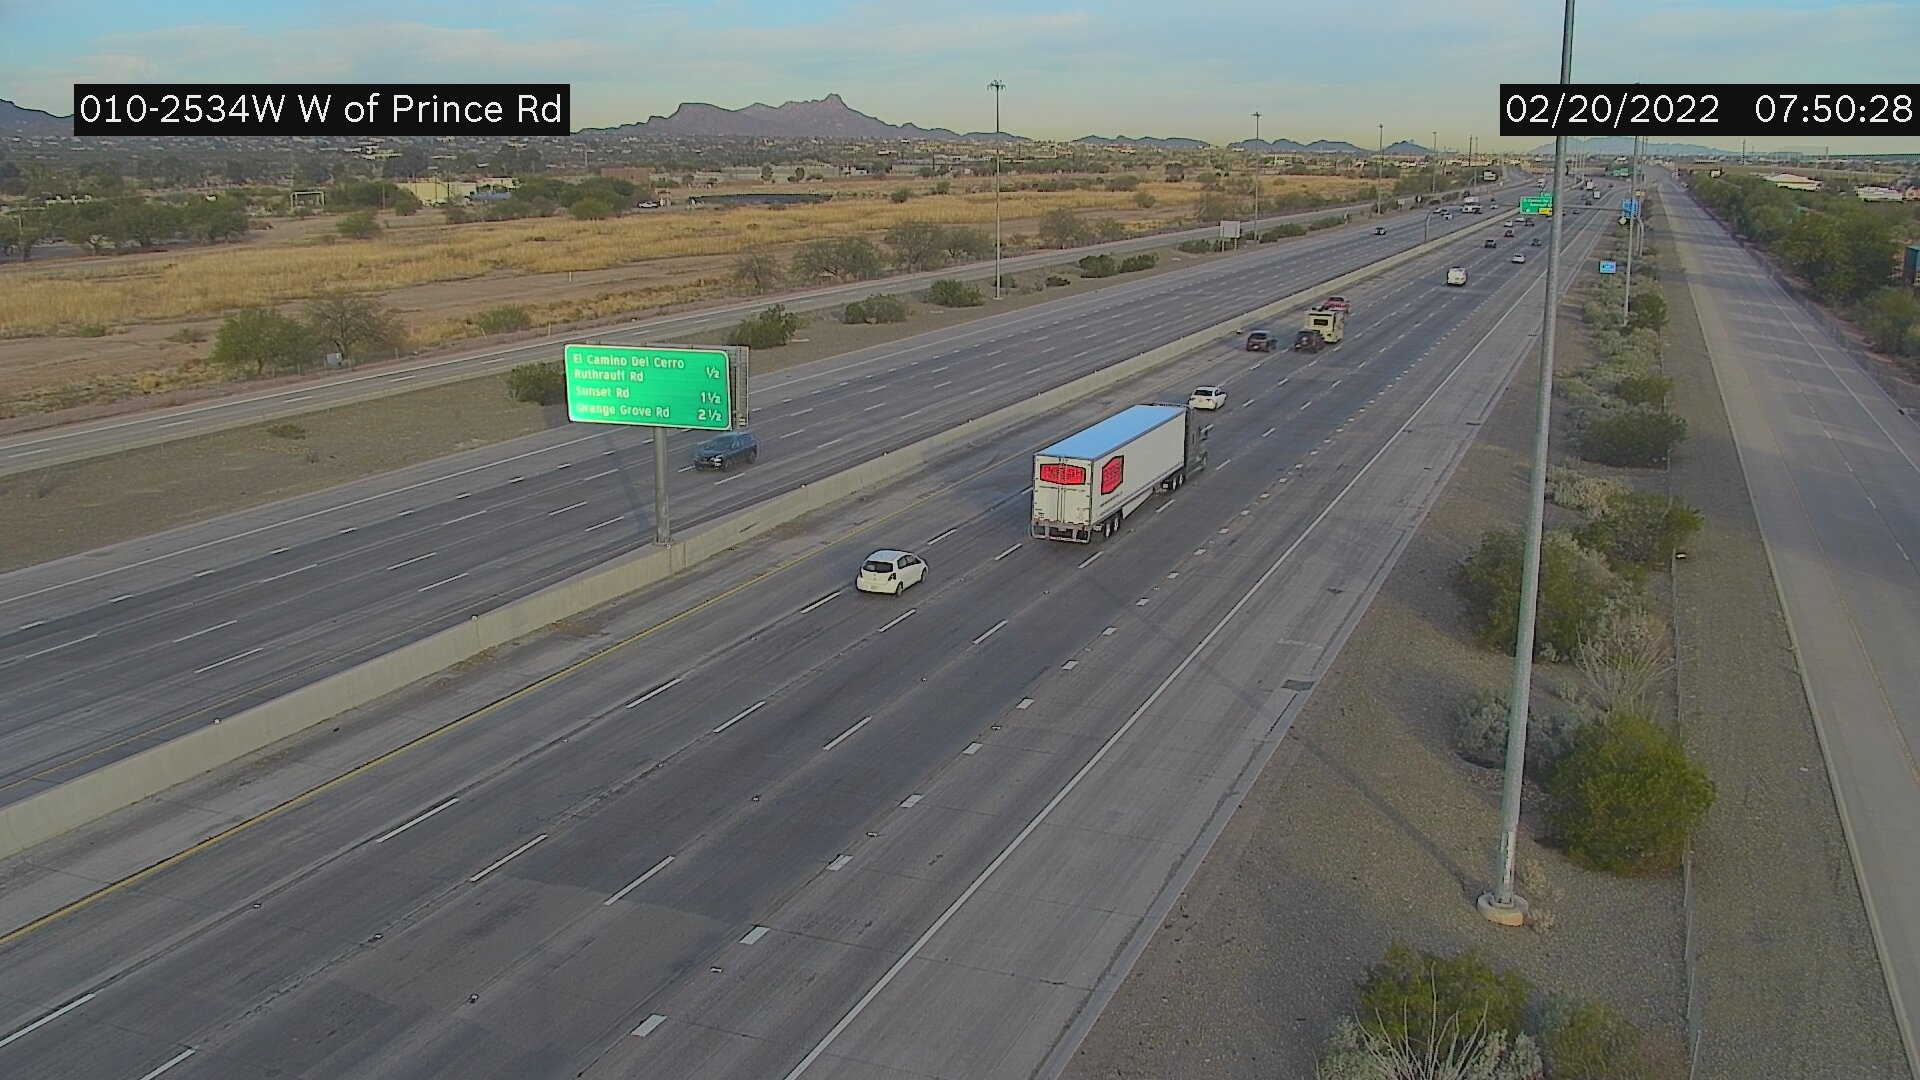 010-2534W W of Prince Rd
02/20/2022 07:50:28
El Camino Del Cerro
Ruthrauff Rd 1/2
Sunset Rd 1 1/2
Orange Grove Rd 2 1/2